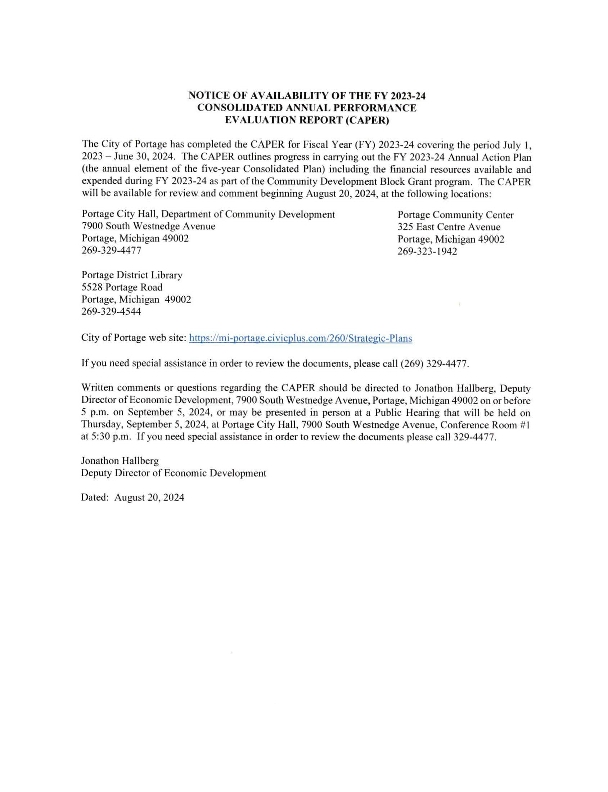 NOTICE OF AVAILABILITY OF THE FY 2023-24
CONSOLIDATED ANNUAL PERFORMANCE
EVALUATION REPORT (CAPER)
The City of Portage has completed the CAPER for Fiscal Year (FY) 2023-24 covering the period July 1,
2023 – June 30, 2024. The CAPER outlines progress in carrying out the FY 2023-24 Annual Action Plan
(the annual element of the five-year Consolidated Plan) including the financial resources available and
expended during FY 2023-24 as part of the Community Development Block Grant program. The CAPER
will be available for review and comment beginning August 20, 2024, at the following locations:
Portage City Hall, Department of Community Development
7900 South Westnedge Avenue
Portage, Michigan 49002
269-329-4477
Portage Community Center
325 East Centre Avenue
Portage, Michigan 49002
269-323-1942
Portage District Library
5528 Portage Road
Portage, Michigan 49002
269-329-4544
City of Portage web site: https://mi-portage.civicplus.com/260/Strategic-Plans
If you need special assistance in order to review the documents, please call (269) 329-4477.
Written comments or questions regarding the CAPER should be directed to Jonathon Hallberg, Deputy
Director of Economic Development, 7900 South Westnedge Avenue, Portage, Michigan 49002 on or before
5 p.m. on September 5, 2024, or may be presented in person at a Public Hearing that will be held on
Thursday, September 5, 2024, at Portage City Hall, 7900 South Westnedge Avenue, Conference Room #1
at 5:30 p.m. If you need special assistance in order to review the documents please call 329-4477.
Jonathon Hallberg
Deputy Director of Economic Development
Dated: August 20, 2024